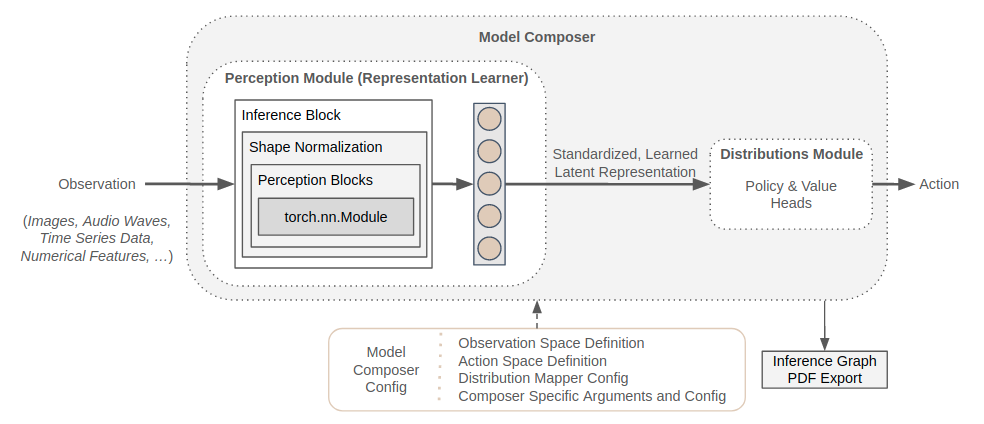 Model Composer
Perception Module (Representation Learner)
Inference Block
Shape Normalization
Perception Blocks
torch.nn.Module
Observation
(Images, Audio Waves,
Time Series Data,
Numerical Features, …)
Standardized, Learned
Latent Representation
Distributions Module
Policy & Value
Heads
Action
Model
Composer
Config
Observation Space Definition
Action Space Definition
Distribution Mapper Config
Composer Specific Arguments and Config
Inference Graph
PDF Export